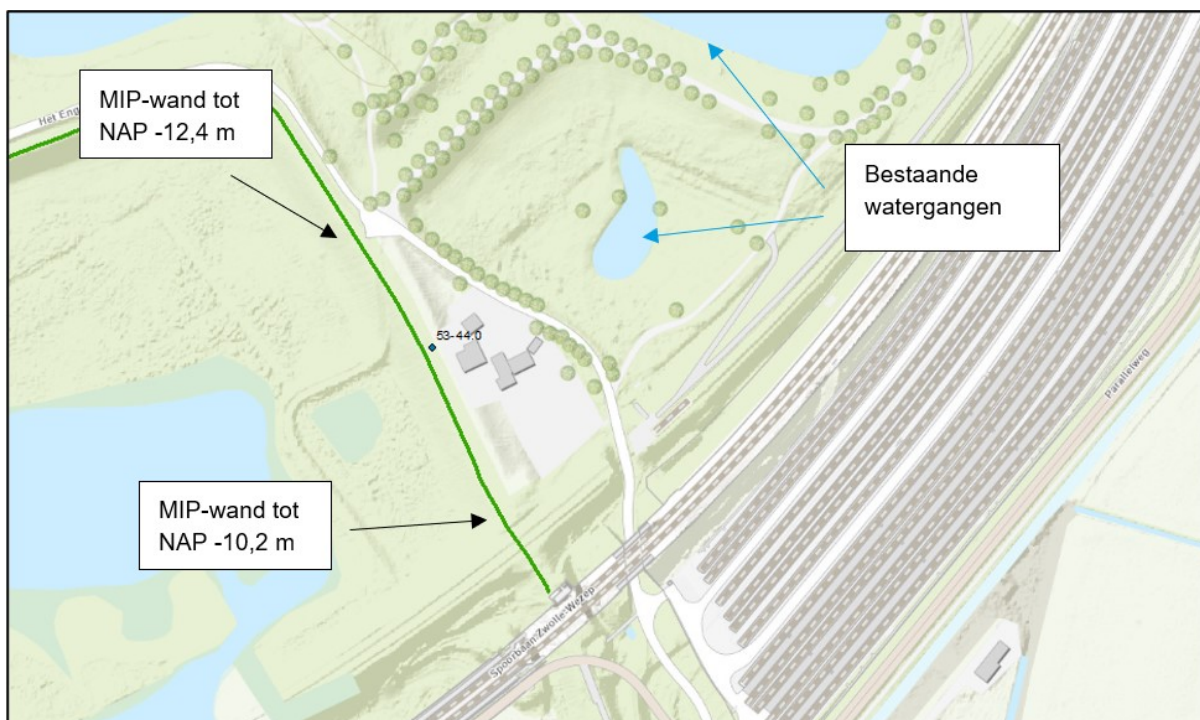 MIP-wand tot
NAP -12,4 m
Het Eng
Bestaande
watergangen
53-44.0
Parallelweg
MIP-wand tot
NAP -10,2 m
Spoorbaan Zwolle-Wezep